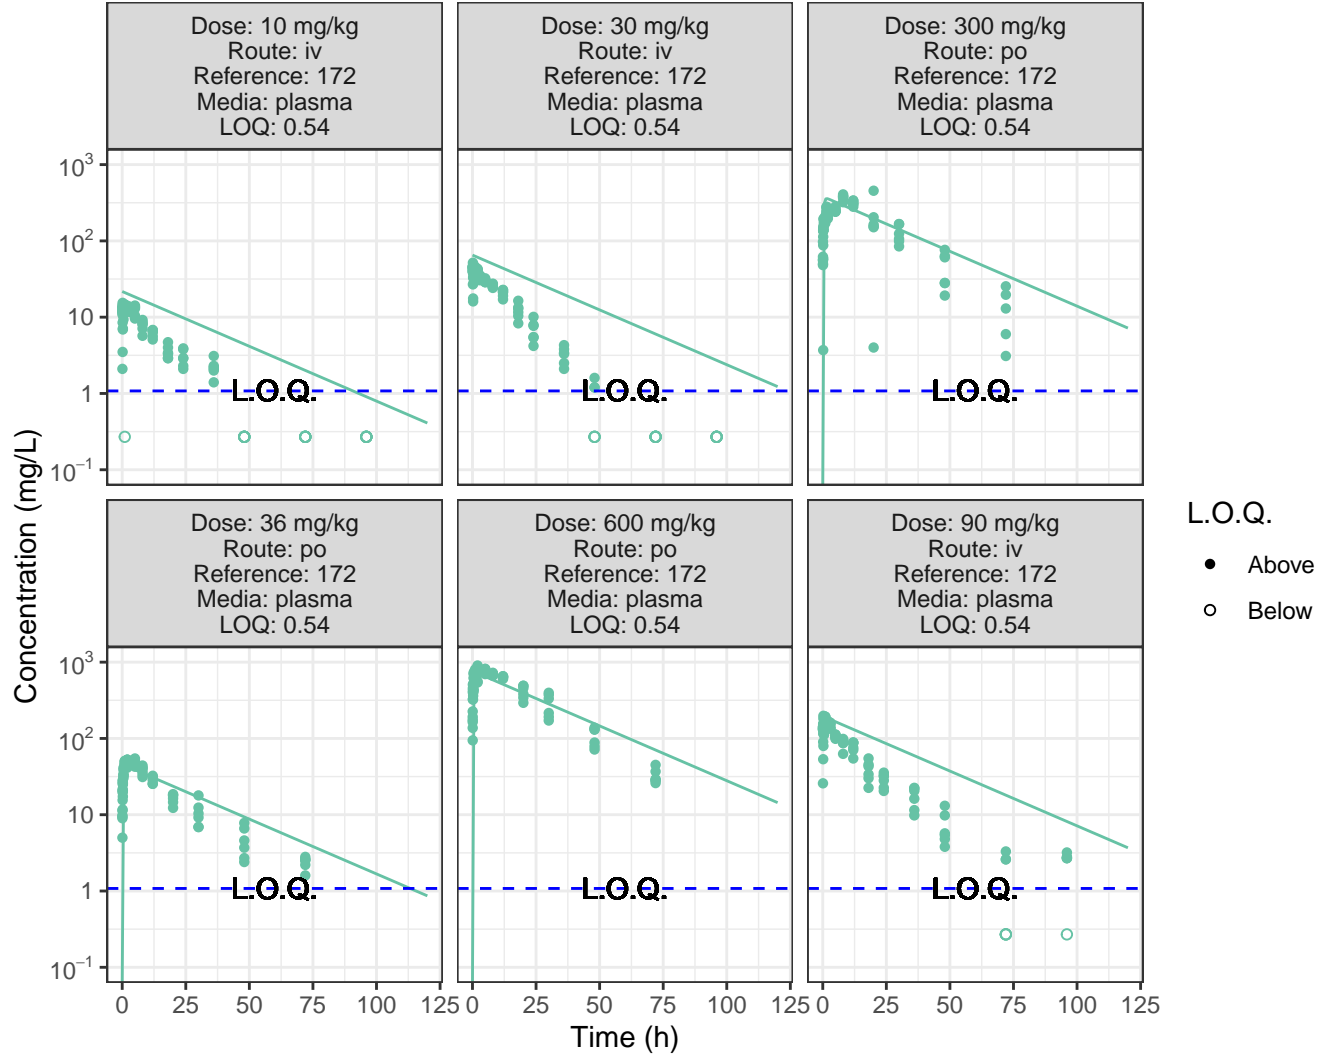 Dose: 10 mg/kg
Route: iv
Reference: 172
Media: plasma
LOQ: 0.54
Dose: 30 mg/kg
Route: iv
Reference: 172
Media: plasma
LOQ: 0.54
Dose: 300 mg/kg
Route: po
Reference: 172
Media: plasma
LOQ: 0.54
10³
10²
10
1
10⁻¹
L.O.Q.
L.O.Q.
L.O.Q.
Dose: 36 mg/kg
Route: po
Reference: 172
Media: plasma
LOQ: 0.54
Dose: 600 mg/kg
Route: po
Reference: 172
Media: plasma
LOQ: 0.54
Dose: 90 mg/kg
Route: iv
Reference: 172
Media: plasma
LOQ: 0.54
10³
10²
10
1
10⁻¹
L.O.Q.
L.O.Q.
L.O.Q.
0 25 50 75 100 125
0 25 50 75 100 125
0 25 50 75 100 125
Time (h)
Concentration (mg/L)
L.O.Q.
Above
Below